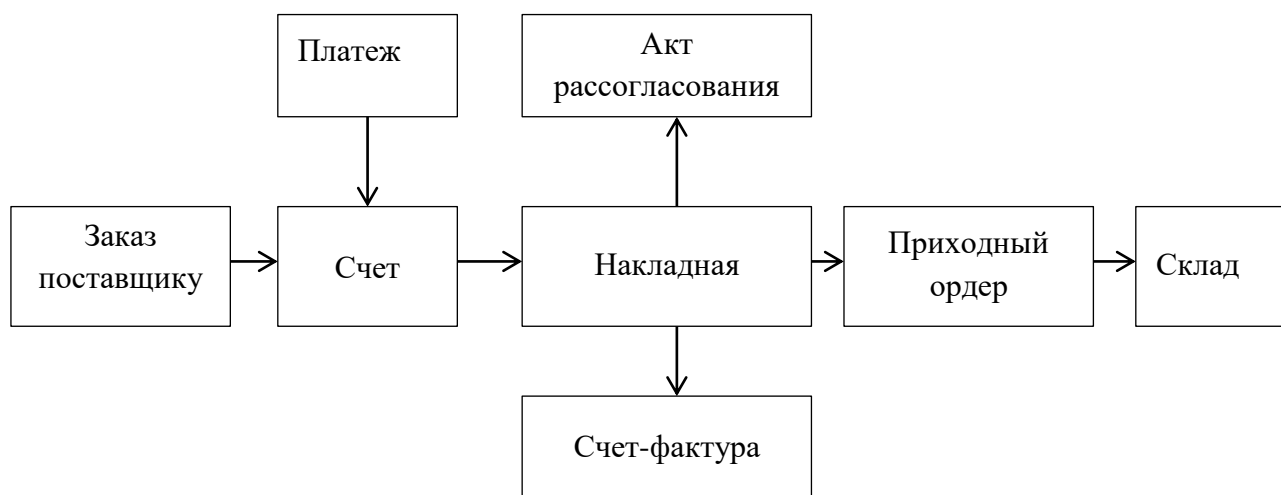 Платеж
Акт
рассогласования
Заказ
поставщику
Счет
Накладная
Приходный
ордер
Склад
Счет-фактура